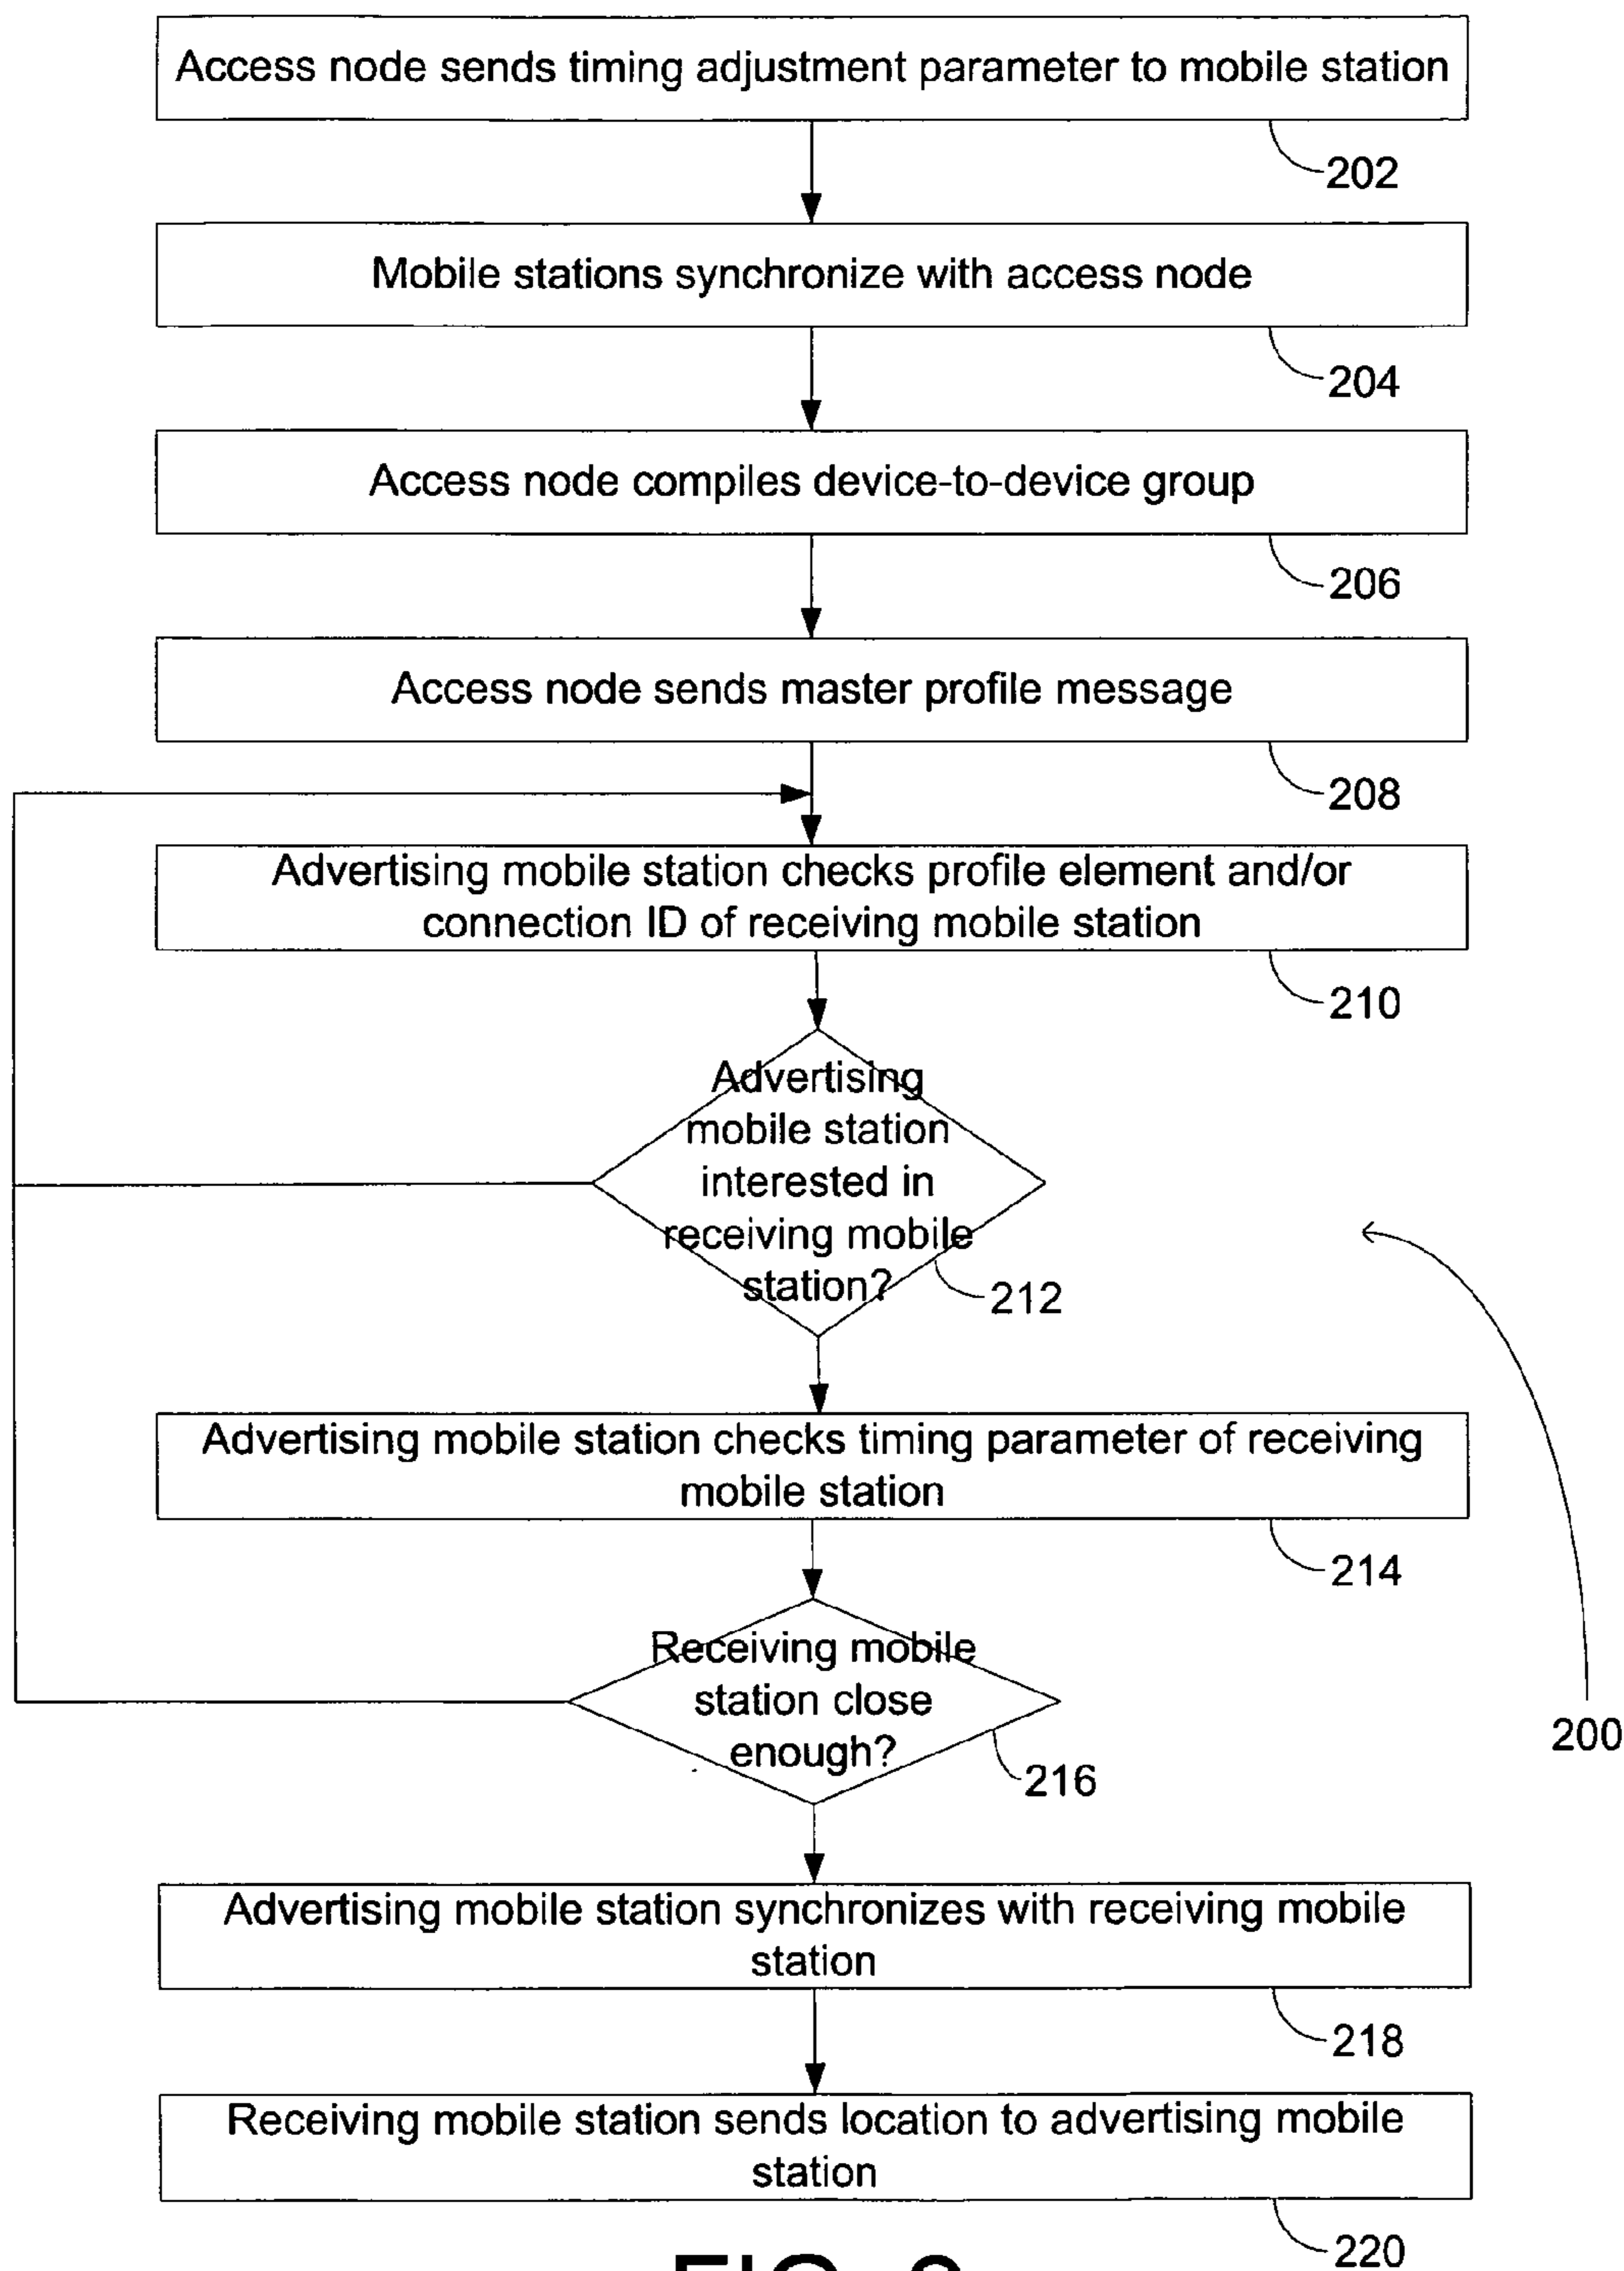 Access node sends timing adjustment parameter to mobile station
202
Mobile stations synchronize with access node
204
Access node compiles device-to-device group
206
Access node sends master profile message
208
Advertising mobile station checks profile element and/or
connection ID of receiving mobile station
210
Advertising
mobile station
interested in
receiving mobile
station?
212
Advertising mobile station checks timing parameter of receiving
mobile station
214
Receiving mobile
station close
enough?
216
200
Advertising mobile station synchronizes with receiving mobile
station
218
Receiving mobile station sends location to advertising mobile
station
220
FIG.